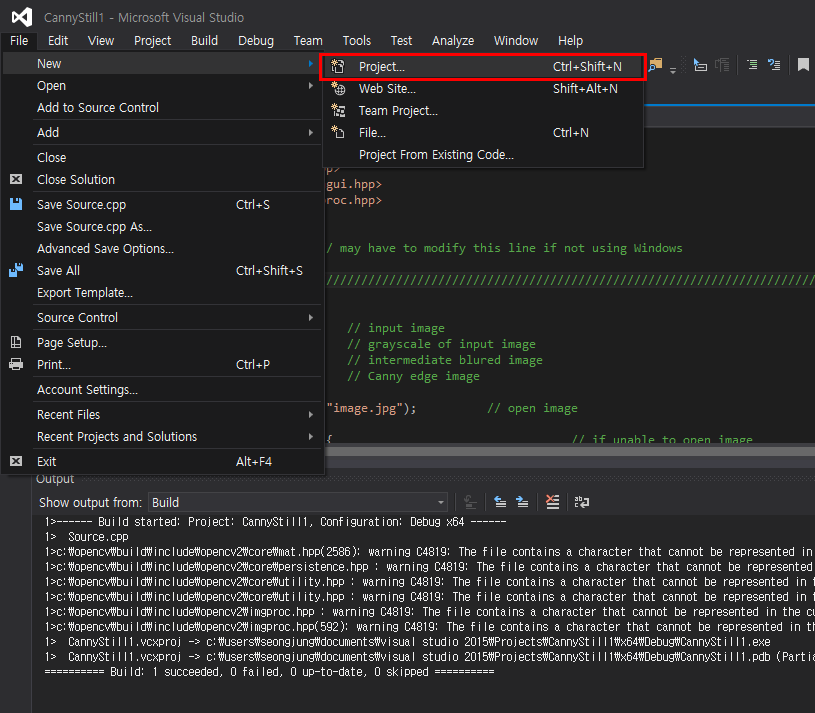 CannyStill1 - Microsoft Visual Studio
File Edit View Project Build Debug Team Tools Test Analyze Window Help
New
Open
Add to Source Control
Add
Close
Close Solution
Save Source.cpp Ctrl+S
Save Source.cpp As...
Advanced Save Options...
Save All Ctrl+Shift+S
Export Template...
Source Control
Page Setup...
Print... Ctrl+P
Account Settings...
Recent Files
Recent Projects and Solutions
Exit Alt+F4
Project... Ctrl+Shift+N
Web Site... Shift+Alt+N
Team Project...
File... Ctrl+N
Project From Existing Code...
p>
gui.hpp>
roc.hpp>
/ may have to modify this line if not using Windows
//////////////////////////////////////////////////////////////////////
// input image
// grayscale of input image
// intermediate blured image
// Canny edge image
"image.jpg"); // open image
{ // if unable to open image
Output
Show output from: Build
1>------ Build started: Project: CannyStill1, Configuration: Debug x64 ------
1>  Source.cpp
1>c:₩opencv₩build₩include₩opencv2₩core₩mat.hpp(2586): warning C4819: The file contains a character that cannot be represented in
1>c:₩opencv₩build₩include₩opencv2₩core₩persistence.hpp : warning C4819: The file contains a character that cannot be represented
1>c:₩opencv₩build₩include₩opencv2₩core₩utility.hpp : warning C4819: The file contains a character that cannot be represented in t
1>c:₩opencv₩build₩include₩opencv2₩core₩utility.hpp : warning C4819: The file contains a character that cannot be represented in t
1>c:₩opencv₩build₩include₩opencv2₩imgproc.hpp : warning C4819: The file contains a character that cannot be represented in the cu
1>c:₩opencv₩build₩include₩opencv2₩imgproc.hpp(592): warning C4819: The file contains a character that cannot be represented in th
1>  CannyStill1.vcxproj -> c:₩users₩seongjung₩documents₩visual studio 2015₩Projects₩CannyStill1₩x64₩Debug₩CannyStill1.exe
1>  CannyStill1.vcxproj -> c:₩users₩seongjung₩documents₩visual studio 2015₩Projects₩CannyStill1₩x64₩Debug₩CannyStill1.pdb (Partia
========== Build: 1 succeeded, 0 failed, 0 up-to-date, 0 skipped ==========